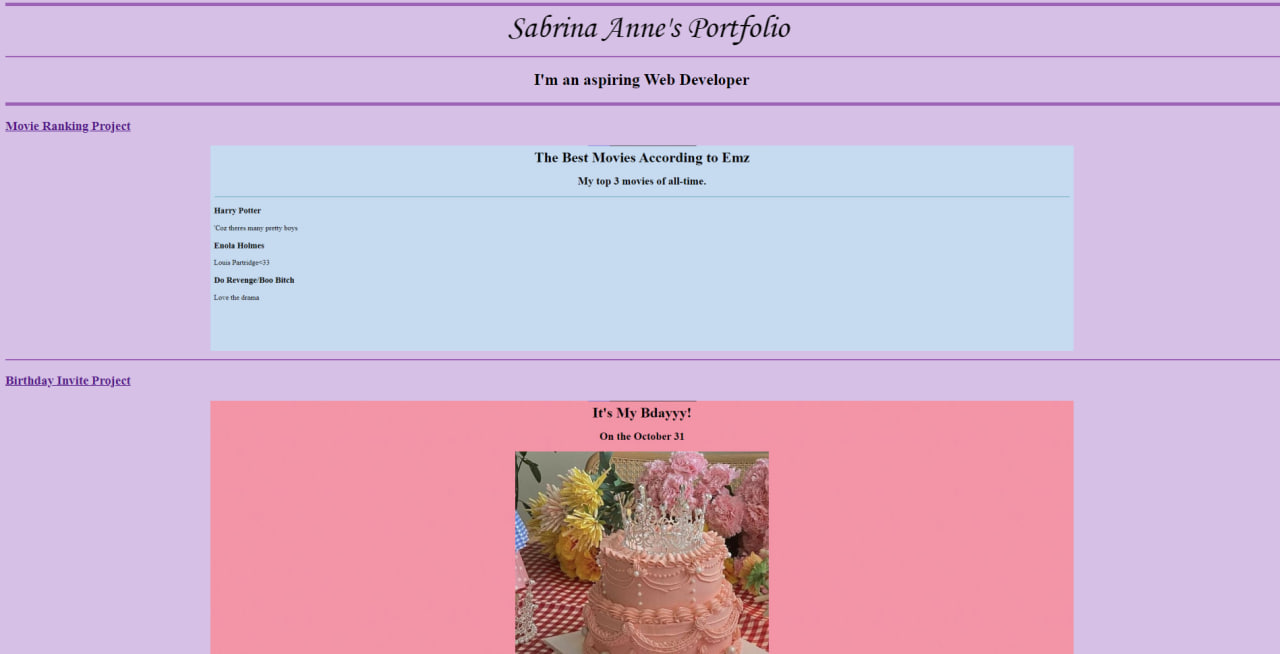 Sabrina Anne's Portfolio
I'm an aspiring Web Developer
Movie Ranking Project
The Best Movies According to Emz
My top 3 movies of all-time.
Harry Potter
'Coz theres many pretty boys
Enola Holmes
Louis Partridge<33
Do Revenge/Boo Bitch
Love the drama
Birthday Invite Project
It's My Bdayyy!
On the October 31